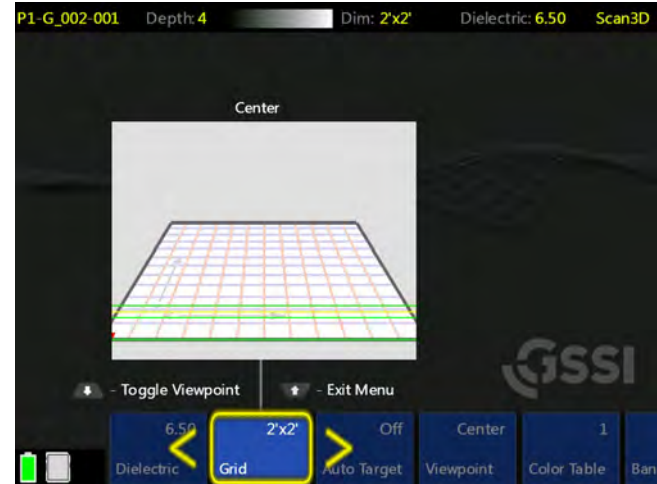 P1-G_002-001 Depth: 4 Dim: 2'x2' Dielectric: 6.50 Scan3D
Center
GSSI
- Toggle Viewpoint - Exit Menu
6.50 2'x2' Off Center 1
Dielectric Grid Auto Target Viewpoint Color Table Ban